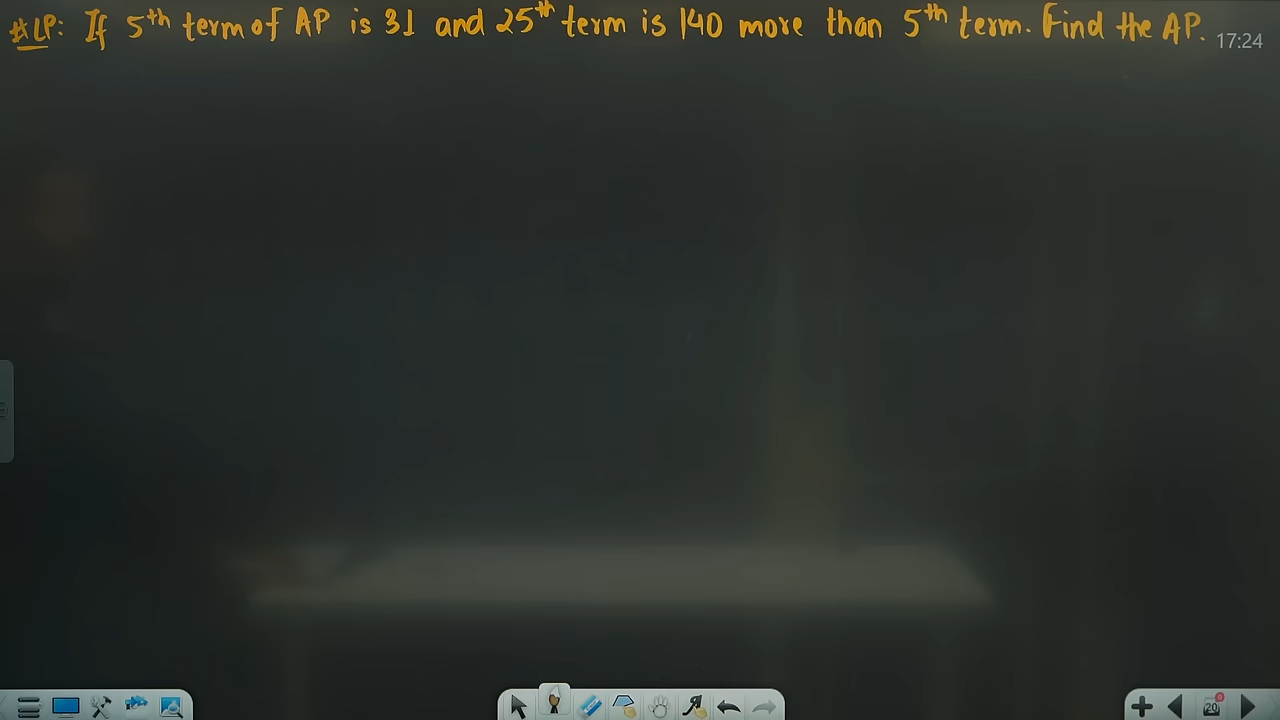 #LP: If 5th term of AP is 31 and 25th term is 140 more than 5th term. Find the AP.
17:24
20